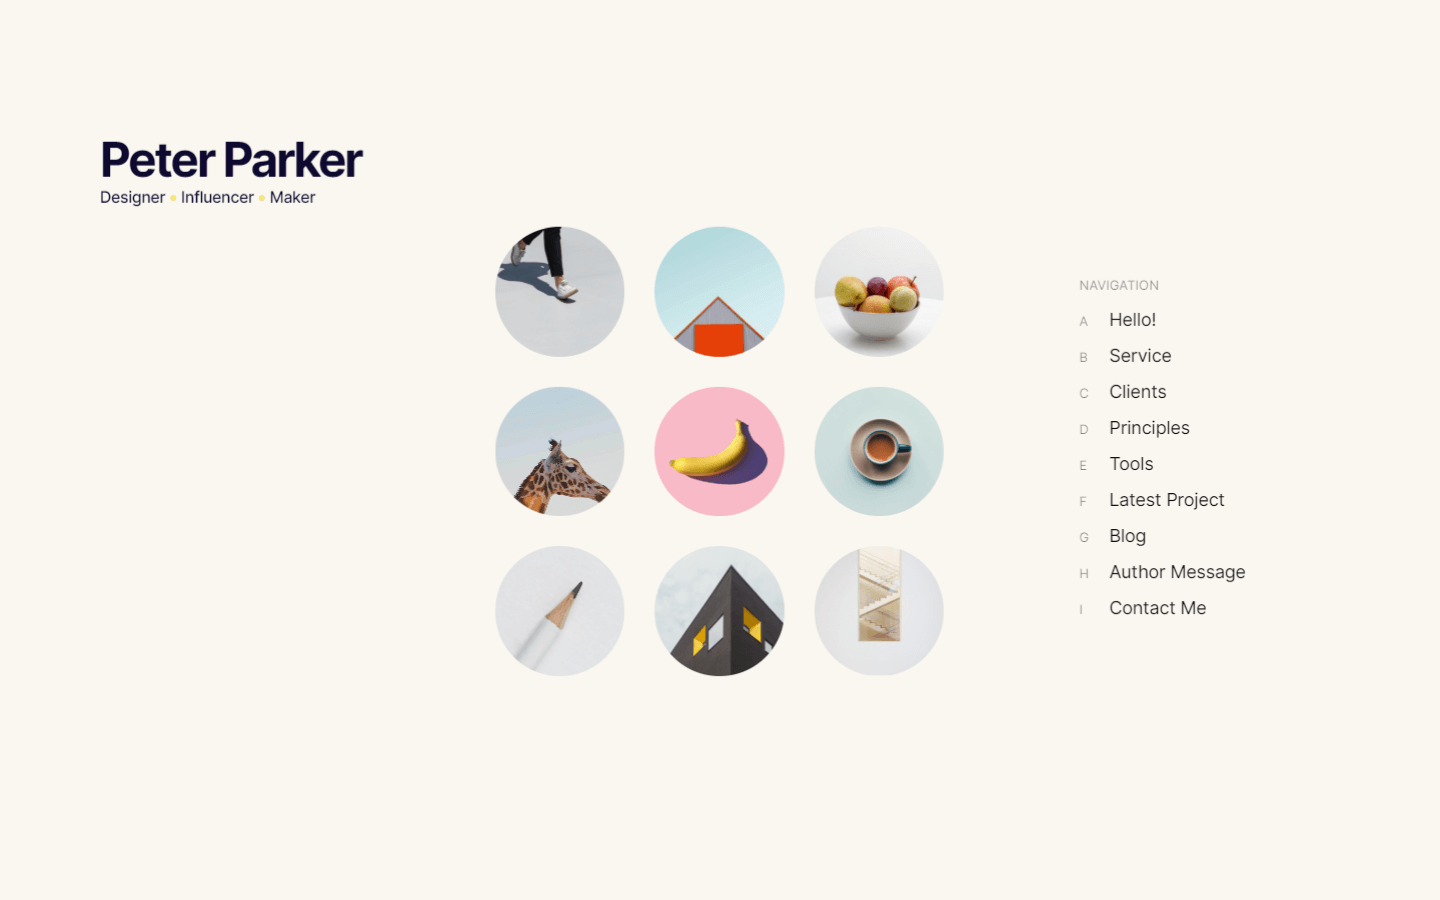 Peter Parker
Designer • Influencer • Maker
NAVIGATION
A Hello!
B Service
C Clients
D Principles
E Tools
F Latest Project
G Blog
H Author Message
I Contact Me